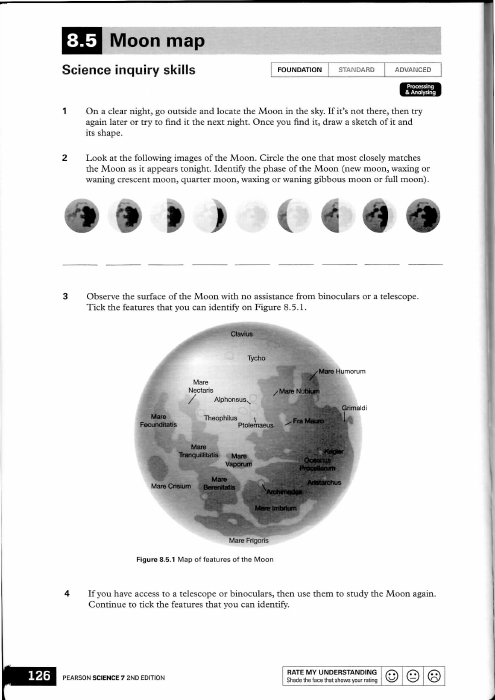 8.5 Moon map
Science inquiry skills
FOUNDATION STANDARD ADVANCED
Processing
& Analysing
1 On a clear night, go outside and locate the Moon in the sky. If it's not there, then try
again later or try to find it the next night. Once you find it, draw a sketch of it and
its shape.
2 Look at the following images of the Moon. Circle the one that most closely matches
the Moon as it appears tonight. Identify the phase of the Moon (new moon, waxing or
waning crescent moon, quarter moon, waxing or waning gibbous moon or full moon).
3 Observe the surface of the Moon with no assistance from binoculars or a telescope.
Tick the features that you can identify on Figure 8.5.1.
Clavius
Tycho
Mare Humorum
Mare
Nectaris
Mare Nubium
Alphonsus
Grimaldi
Mare
Fecunditatis
Theophilus
Ptolemaeus
Fra Mauro
Mare
Tranquillitatis
Mare
Vaporum
Kepler
Oceanus
Procellarum
Mare Crisium
Mare
Serenitatis
Aristarchus
Archimedes
Mare Imbrium
Mare Frigoris
Figure 8.5.1 Map of features of the Moon
4 If you have access to a telescope or binoculars, then use them to study the Moon again.
Continue to tick the features that you can identify.
126 PEARSON SCIENCE 7 2ND EDITION
RATE MY UNDERSTANDING
Shade the face that shows your rating